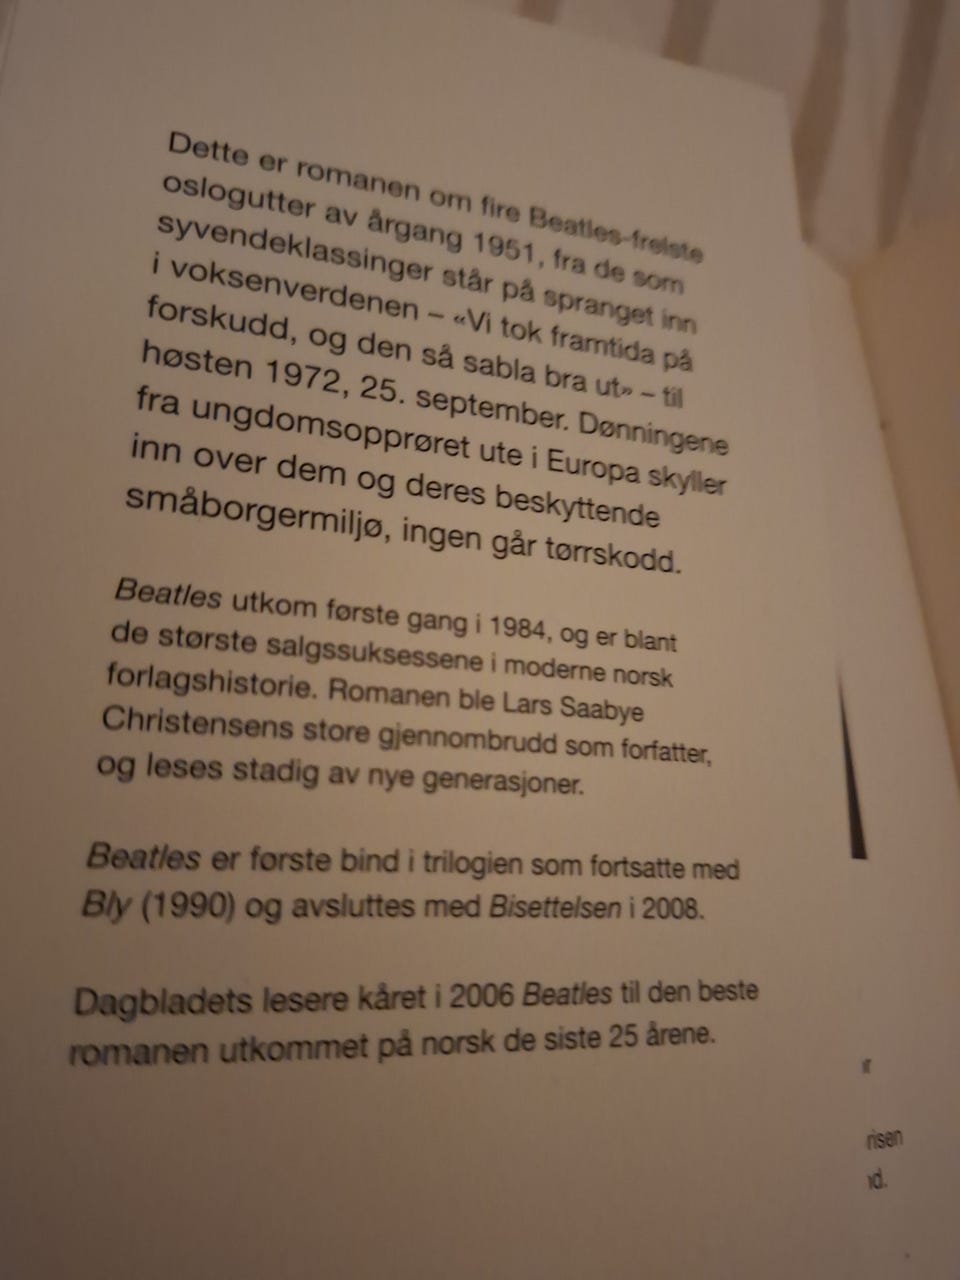 Dette er romanen om fire Beatles-frelste
oslogutter av årgang 1951, fra de som
syvendeklassinger står på spranget inn
i voksenverdenen – «Vi tok framtida på
forskudd, og den så sabla bra ut» – til
høsten 1972, 25. september. Dønningene
fra ungdomsopprøret ute i Europa skyller
inn over dem og deres beskyttende
småborgermiljø, ingen går tørrskodd.
Beatles utkom første gang i 1984, og er blant
de største salgssuksessene i moderne norsk
forlagshistorie. Romanen ble Lars Saabye
Christensens store gjennombrudd som forfatter,
og leses stadig av nye generasjoner.
Beatles er første bind i trilogien som fortsatte med
Bly (1990) og avsluttes med Bisettelsen i 2008.
Dagbladets lesere kåret i 2006 Beatles til den beste
romanen utkommet på norsk de siste 25 årene.
risen